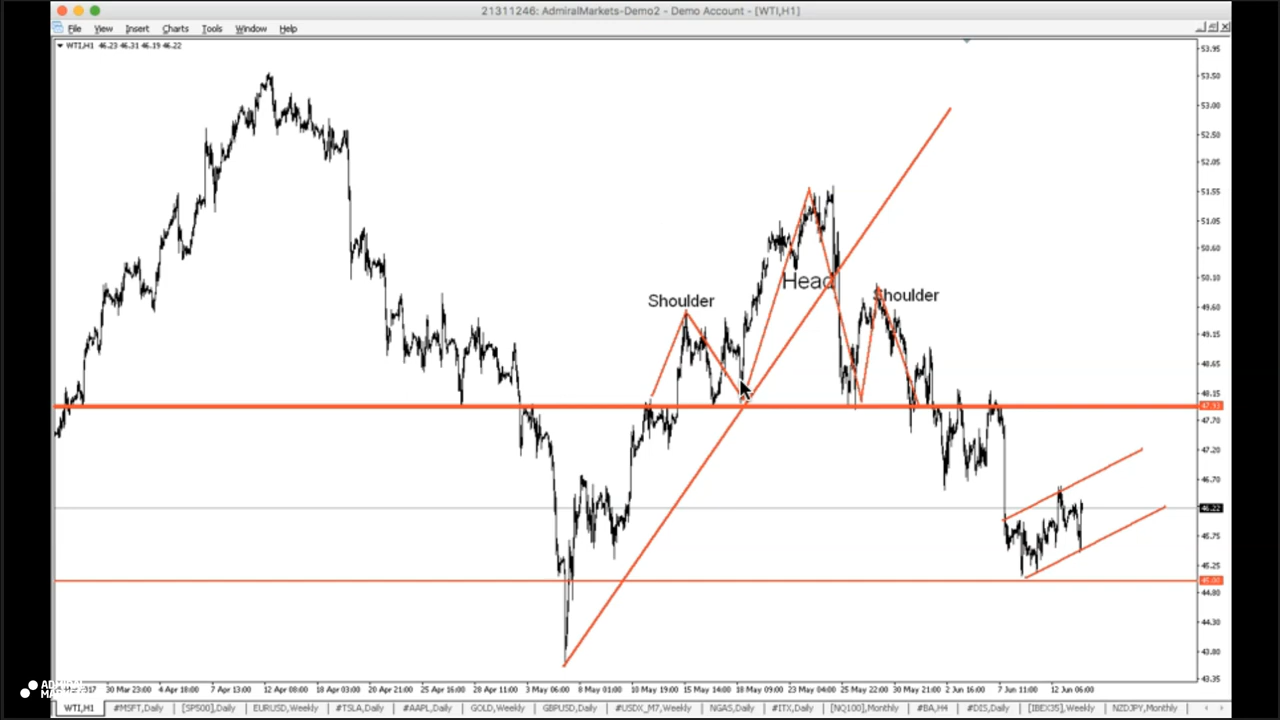 21311246: AdmiralMarkets-Demo2 - Demo Account - [WTI,H1]
File View Insert Charts Tools Window Help
WTI,H1 46.23 46.31 46.19 46.22
53.95
53.50
53.00
52.50
52.05
51.55
51.05
50.60
50.10
49.60
49.15
48.65
48.15
47.93
47.70
47.20
46.70
46.22
45.75
45.25
45.00
44.80
44.30
43.80
43.35
Shoulder
Head
Shoulder
2017 30 Mar 23:00 4 Apr 18:00 7 Apr 13:00 12 Apr 08:00 18 Apr 03:00 20 Apr 21:00 25 Apr 16:00 28 Apr 11:00 3 May 06:00 8 May 01:00 10 May 19:00 15 May 14:00 18 May 09:00 23 May 04:00 25 May 22:00 30 May 21:00 2 Jun 16:00 7 Jun 11:00 12 Jun 06:00
ADMIRAL
WTI,H1 #MSFT,Daily [SP500],Daily EURUSD,Weekly #TSLA,Daily #AAPL,Daily GOLD,Weekly GBPUSD,Daily #USDX_M7,Weekly NGAS,Daily #ITX,Daily [NQ100],Monthly #BA,H4 #DIS,Daily [IBEX35],Weekly NZDJPY,Monthly